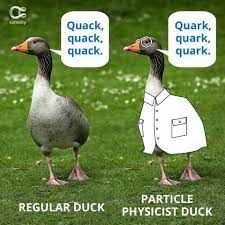 curiosity
Quack,
quack,
quack.
Quark,
quark,
quark.
REGULAR DUCK
PARTICLE
PHYSICIST DUCK